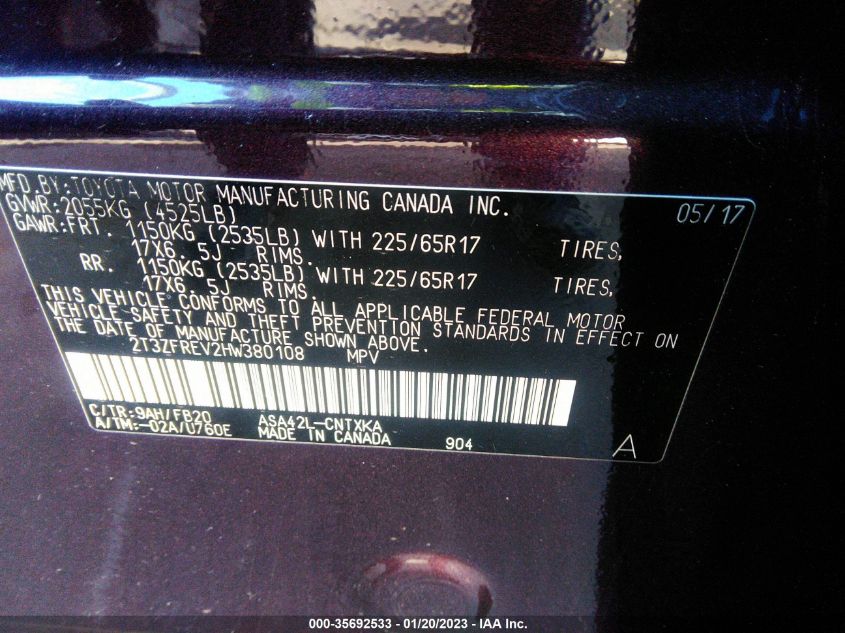 MFD.BY:TOYOTA MOTOR MANUFACTURING CANADA INC. 05/17
GVWR:2055KG (4525LB)
GAWR:FRT. 1150KG (2535LB) WITH 225/65R17 TIRES,
17X6. 5J RIMS.
RR. 1150KG (2535LB) WITH 225/65R17 TIRES,
17X6. 5J RIMS.
THIS VEHICLE CONFORMS TO ALL APPLICABLE FEDERAL MOTOR
VEHICLE-SAFETY AND THEFT PREVENTION STANDARDS IN EFFECT
THE DATE OF MANUFACTURE SHOWN ABOVE.
2T3ZFREV2HW380108 MPV
C/TR:9AH/FB20 ASA42L-CNTXKA
A/TM:-02A/U760E MADE IN CANADA 904 A
000-35692533 - 01/20/2023 - IAA Inc.